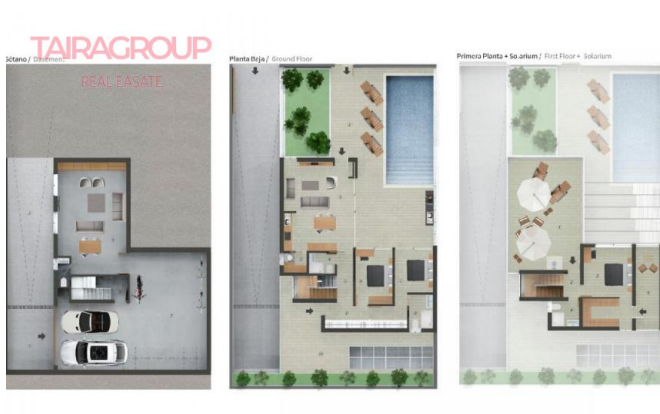 TAIRAGROUP
REAL EASATE
Sótano / Basement
Planta Baja / Ground Floor
Primera Planta + Solarium / First Floor + Solarium